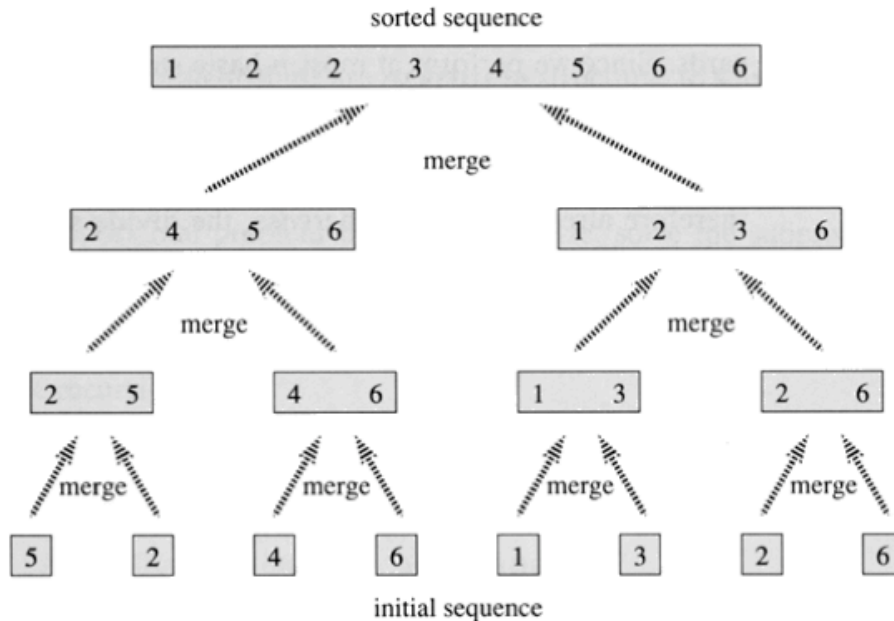 sorted sequence
1 2 2 3 4 5 6 6
merge
2 4 5 6
1 2 3 6
merge
merge
2 5
4 6
1 3
2 6
merge
merge
merge
merge
5
2
4
6
1
3
2
6
initial sequence